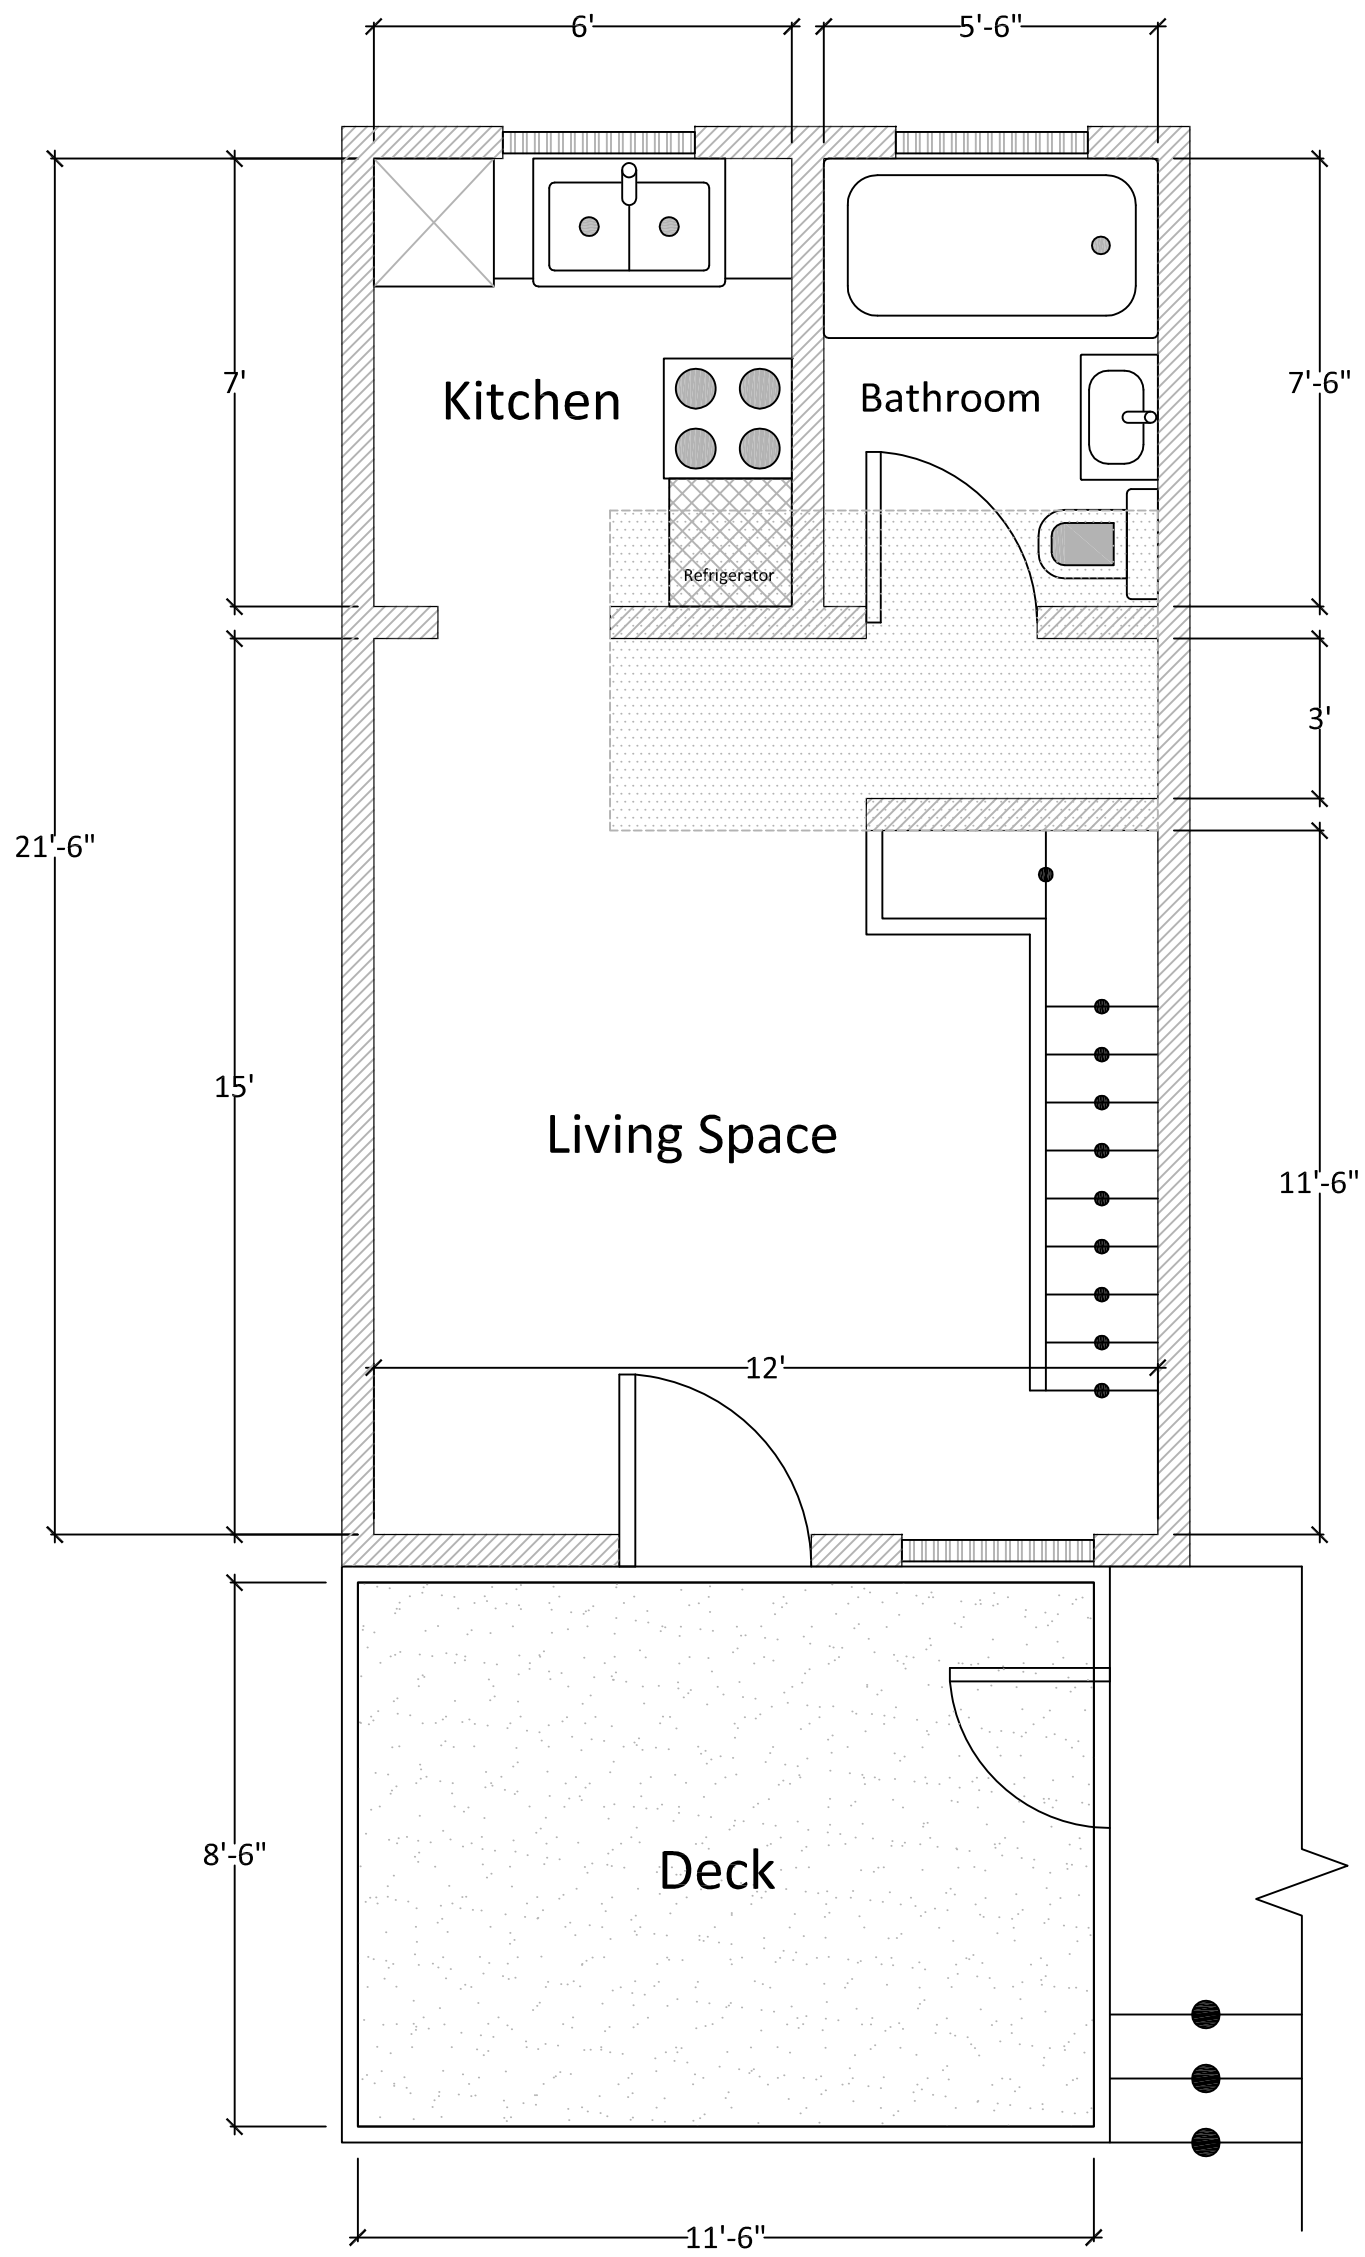 6'
5'-6"
7'
Kitchen
Bathroom
7'-6"
Refrigerator
3'
21'-6"
15'
Living Space
11'-6"
12'
8'-6"
Deck
11'-6"